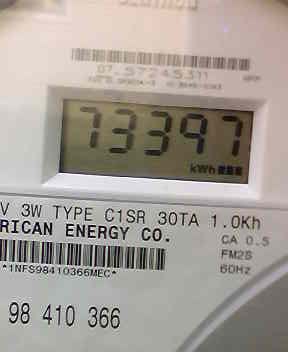 07 57245311
73397
kWh
V 3W TYPE C1SR 30TA 1.0Kh
RICAN ENERGY CO.
CA 0.5
FM2S
60Hz
*1NFS98410366MEC*
98 410 366